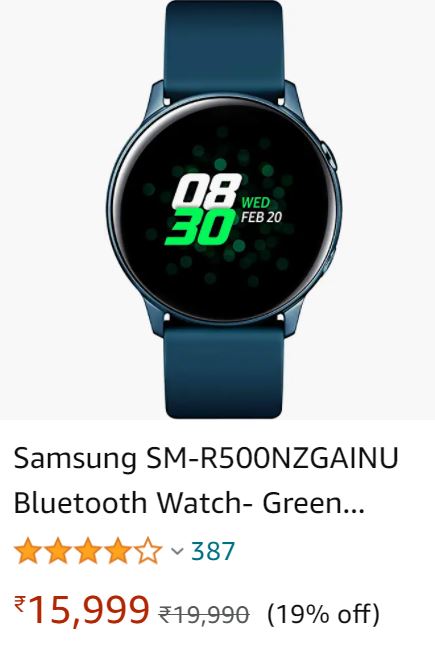 08
WED
30
FEB 20
Samsung SM-R500NZGAINU
Bluetooth Watch- Green...
387
₹15,999 ₹19,990 (19% off)